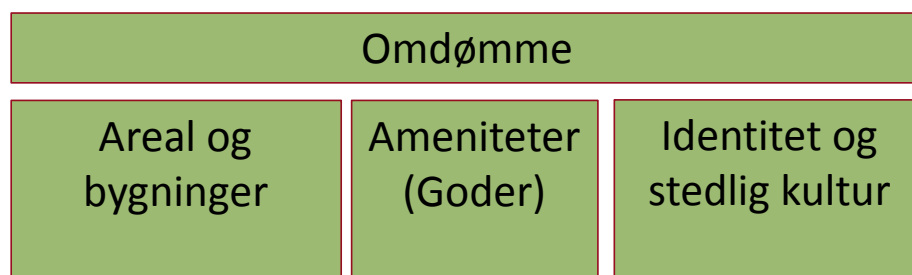 Omdømme
Areal og
bygninger
Ameniteter
(Goder)
Identitet og
stedlig kultur